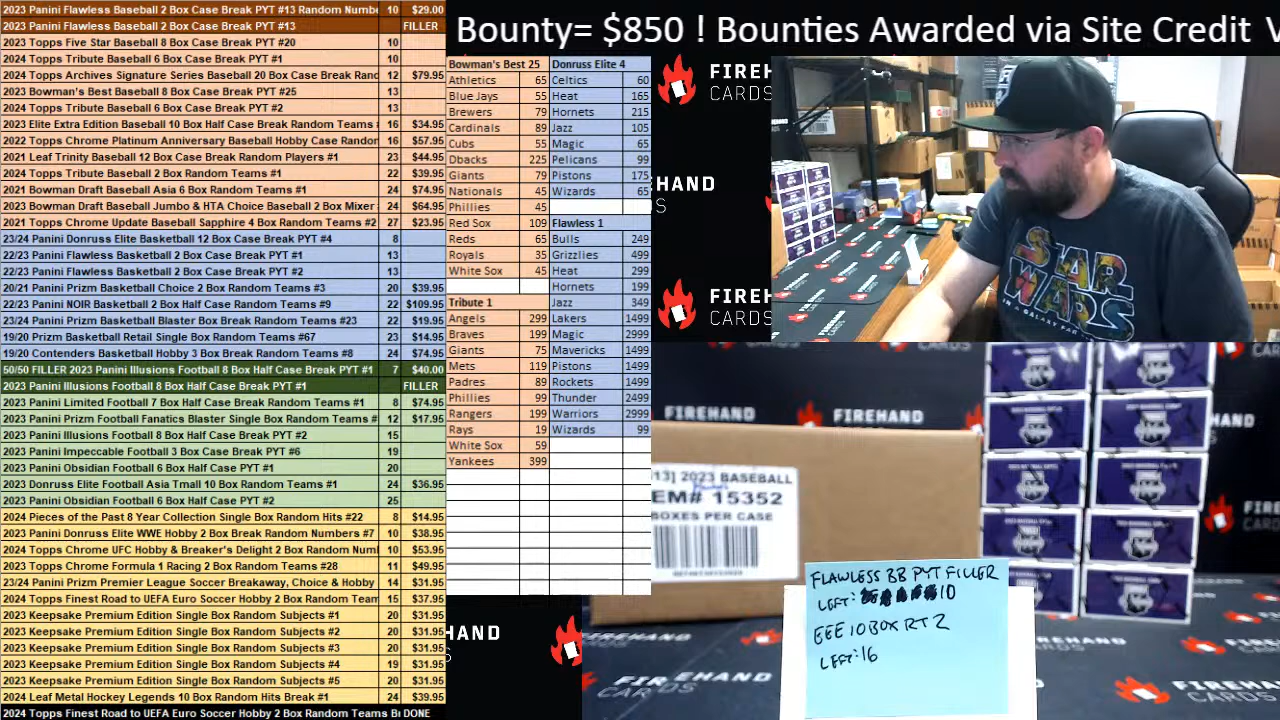 2023 Panini Flawless Baseball 2 Box Case Break PYT #13 Random Numbe 10 $29.00
2023 Panini Flawless Baseball 2 Box Case Break PYT #13 FILLER
2023 Topps Five Star Baseball 8 Box Case Break PYT #20 10
2024 Topps Tribute Baseball 6 Box Case Break PYT #1 10
2024 Topps Archives Signature Series Baseball 20 Box Case Break Rand 12 $79.95
2023 Bowman's Best Baseball 8 Box PYT #25 13
2024 Topps Tribute Baseball 6 Box Case Break PYT #2 13
2023 Elite Extra Edition Baseball 10 Box Half Case Break Random Teams 16 $34.95
2022 Topps Chrome Platinum Anniversary Baseball Hobby Case Random 16 $57.95
2021 Leaf Trinity Baseball 12 Box Case Break Random Players #1 23 $44.95
2024 Topps Tribute Baseball 2 Box Random Teams #1 22 $39.95
2021 Bowman Draft Baseball Asia 6 Box Random Teams #1 24 $74.95
2023 Bowman Draft Baseball Jumbo & HTA Choice Baseball 2 Box Mixer 24 $64.95
2021 Topps Chrome Update Baseball Sapphire 4 Box Random Teams #2 27 $23.95
23/24 Panini Donruss Elite Basketball 12 Box Case Break PYT #4 8
22/23 Panini Flawless Basketball 2 Box Case Break PYT #1 13
22/23 Panini Flawless Basketball 2 Box Case Break PYT #2 13
20/21 Panini Prizm Basketball Choice 2 Box Random Teams #3 20 $39.95
22/23 Panini NOIR Basketball 2 Box Half Case Random Teams #9 22 $109.95
23/24 Panini Prizm Basketball Blaster Box Break Random Teams #23 22 $19.95
19/20 Prizm Basketball Retail Single Box Random Teams #67 23 $14.95
19/20 Contenders Basketball Hobby 3 Box Break Random Teams #8 24 $74.95
50/50 FILLER 2023 Panini Illusions Football 8 Box Half Case Break PYT #1 7 $40.00
2023 Panini Illusions Football 8 Box Half Case Break PYT #1 FILLER
2023 Panini Limited Football 7 Box Half Case Break Random Teams #1 8 $74.95
2023 Panini Prizm Football Fanatics Blaster Single Box Random Teams # 12 $17.95
2023 Panini Illusions Football 8 Box Half Case Break PYT #2 15
2023 Panini Impeccable Football 3 Box Case Break PYT #6 19
2023 Panini Obsidian Football 6 Box Half Case PYT #1 20
2023 Donruss Elite Football Asia Tmall 10 Box Random Teams #1 24 $36.95
2023 Panini Obsidian Football 6 Box Half Case PYT #2 25
2024 Pieces of the Past 8 Year Collection Single Box Random Hits #22 8 $14.95
2023 Panini Donruss Elite WWE Hobby 2 Box Break Random Numbers #7 10 $38.95
2024 Topps Chrome UFC Hobby & Breaker's Delight 2 Box Random Numl 10 $53.95
2023 Topps Chrome Formula 1 Racing 2 Box Random Teams #28 11 $49.95
23/24 Panini Prizm Premier League Soccer Breakaway, Choice & Hobby 14 $31.95
2024 Topps Finest Road to UEFA Euro Soccer Hobby 2 Box Random Team 15 $37.95
2023 Keepsake Premium Edition Single Box Random Subjects #1 20 $31.95
2023 Keepsake Premium Edition Single Box Random Subjects #2 20 $31.95
2023 Keepsake Premium Edition Single Box Random Subjects #3 20 $31.95
2023 Keepsake Premium Edition Single Box Random Subjects #4 19 $31.95
2023 Keepsake Premium Edition Single Box Random Subjects #5 20 $31.95
2024 Leaf Metal Hockey Legends 10 Box Random Hits Break #1 24 $39.95
2024 Topps Finest Road to UEFA Euro Soccer Hobby 2 Box Random Teams Bi DONE
Bounty= $850 ! Bounties Awarded via Site Credit V
Bowman's Best 25
Athletics 65
Blue Jays 55
Brewers 79
Cardinals 89
Cubs 55
Dbacks 225
Giants 79
Nationals 45
Phillies 45
Red Sox 109
Reds 65
Royals 35
White Sox 45
Tribute 1
Angels 299
Braves 199
Giants 75
Mets 119
Padres 89
Phillies 99
Rangers 199
Rays 19
White Sox 59
Yankees 399
Donruss Elite 4
Celtics 60
Heat 165
Hornets 215
Jazz 105
Magic 65
Pelicans 99
Pistons 175
Wizards 65
Flawless 1
Bulls 249
Grizzlies 499
Heat 299
Hornets 199
Jazz 349
Lakers 1499
Magic 2999
Mavericks 1499
Pistons 1499
Rockets 1499
Thunder 2499
Warriors 2999
Wizards 99
FIREH
CARDS
HAND
S
FIREH
CARDS
STAR
WARS
IN A GALAXY FAR
FIREHAND
FIREHAND
13] 2023 BASEBALL
EM# 15352
BOXES PER CASE
FLAWLESS BB PYT FILLER
LEFT: 10
EEE 10 BOX RT 2
LEFT: 16
HAND
FIREHAND
CARDS
FIREHAND
CARDS